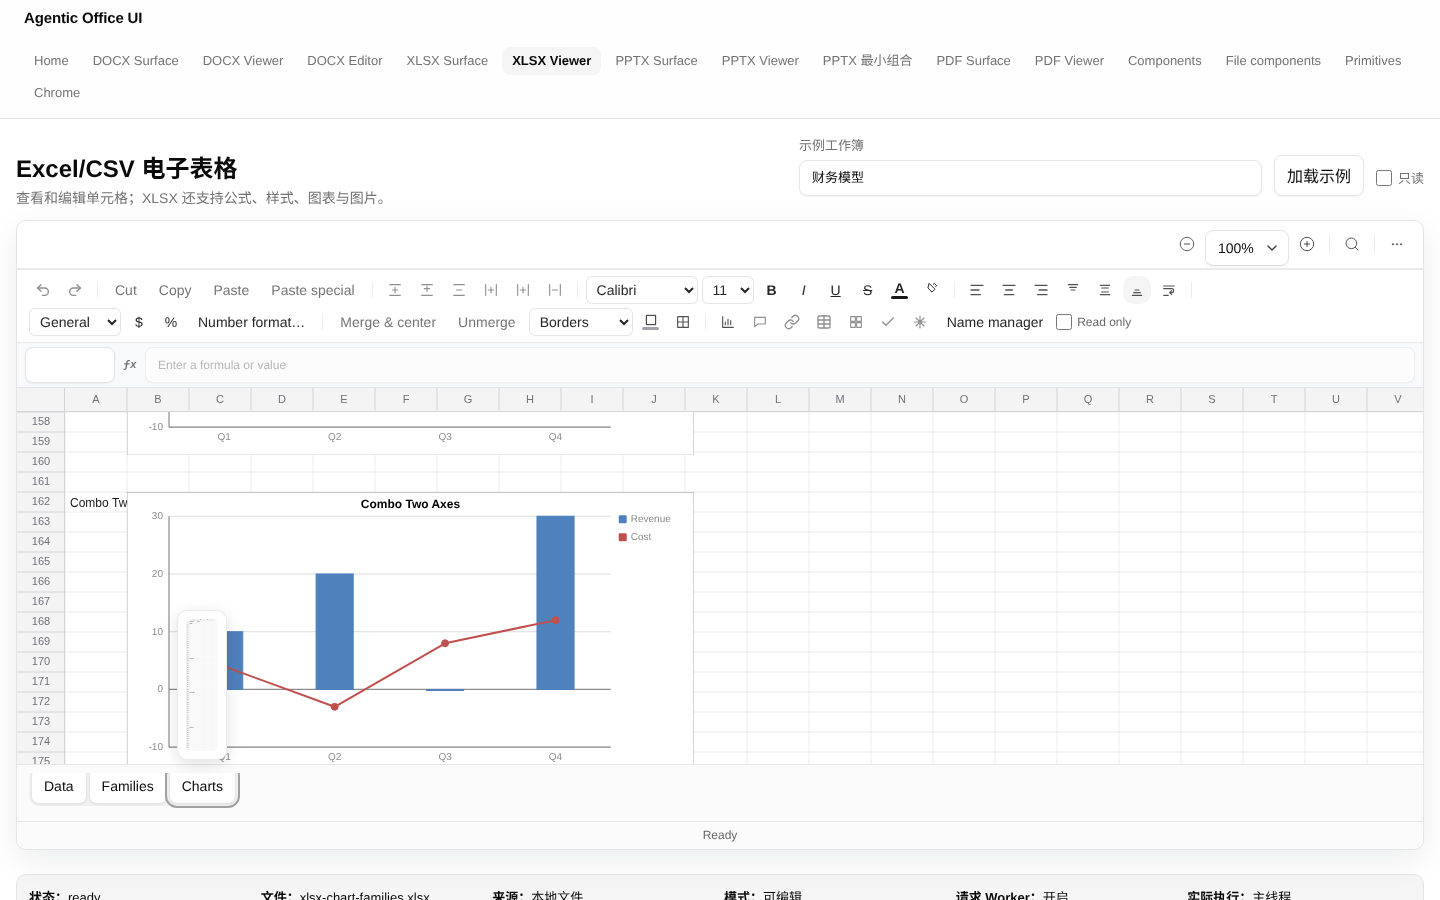 Agentic Office UI
Home DOCX Surface DOCX Viewer DOCX Editor XLSX Surface XLSX Viewer PPTX Surface PPTX Viewer PPTX 最小组合 PDF Surface PDF Viewer Components File components Primitives
Chrome
Excel/CSV 电子表格
查看和编辑单元格；XLSX 还支持公式、样式、图表与图片。
示例工作簿
财务模型
加载示例
只读
100%
Cut Copy Paste Paste special Calibri 11 B I U S A
General $ % Number format… Merge & center Unmerge Borders Name manager Read only
fx Enter a formula or value
A B C D E F G H I J K L M N O P Q R S T U V
158 -10
159 Q1 Q2 Q3 Q4
160
161
162 Combo Tw Combo Two Axes
163 30 Revenue
164 Cost
165 20
166
167
168 10
169
170
171 0
172
173
174 -10
175 Q1 Q2 Q3 Q4
Data Families Charts
Ready
状态：ready 文件：xlsx-chart-families.xlsx 来源：本地文件 模式：可编辑 请求 Worker：开启 实际执行：主线程